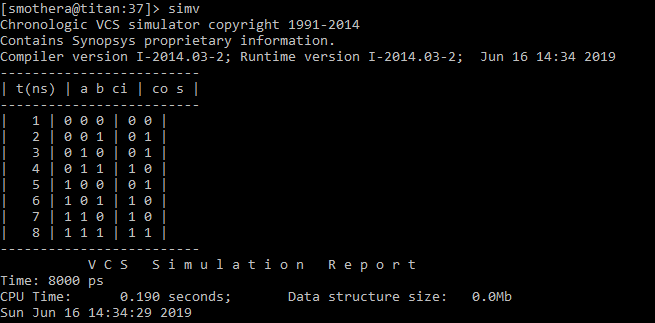 [smothera@titan:37]> simv
Chronologic VCS simulator copyright 1991-2014
Contains Synopsys proprietary information.
Compiler version I-2014.03-2; Runtime version I-2014.03-2;  Jun 16 14:34 2019
-------------------------
| t(ns) | a b ci | co s |
-------------------------
|   1 | 0 0 0 | 0 0 |
|   2 | 0 0 1 | 0 1 |
|   3 | 0 1 0 | 0 1 |
|   4 | 0 1 1 | 1 0 |
|   5 | 1 0 0 | 0 1 |
|   6 | 1 0 1 | 1 0 |
|   7 | 1 1 0 | 1 0 |
|   8 | 1 1 1 | 1 1 |
-------------------------
           V C S   S i m u l a t i o n   R e p o r t
Time: 8000 ps
CPU Time:      0.190 seconds;       Data structure size:   0.0Mb
Sun Jun 16 14:34:29 2019